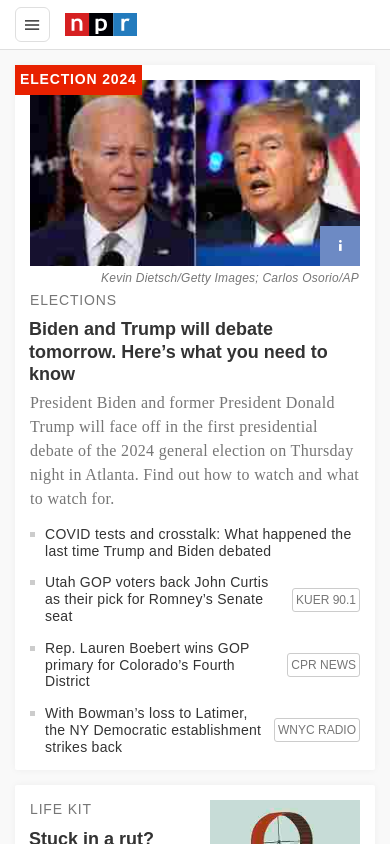 npr
ELECTION 2024
i
Kevin Dietsch/Getty Images; Carlos Osorio/AP
ELECTIONS
Biden and Trump will debate
tomorrow. Here’s what you need to
know
President Biden and former President Donald
Trump will face off in the first presidential
debate of the 2024 general election on Thursday
night in Atlanta. Find out how to watch and what
to watch for.
COVID tests and crosstalk: What happened the
last time Trump and Biden debated
Utah GOP voters back John Curtis
as their pick for Romney’s Senate
seat
KUER 90.1
Rep. Lauren Boebert wins GOP
primary for Colorado’s Fourth
District
CPR NEWS
With Bowman’s loss to Latimer,
the NY Democratic establishment
strikes back
WNYC RADIO
LIFE KIT
Stuck in a rut?